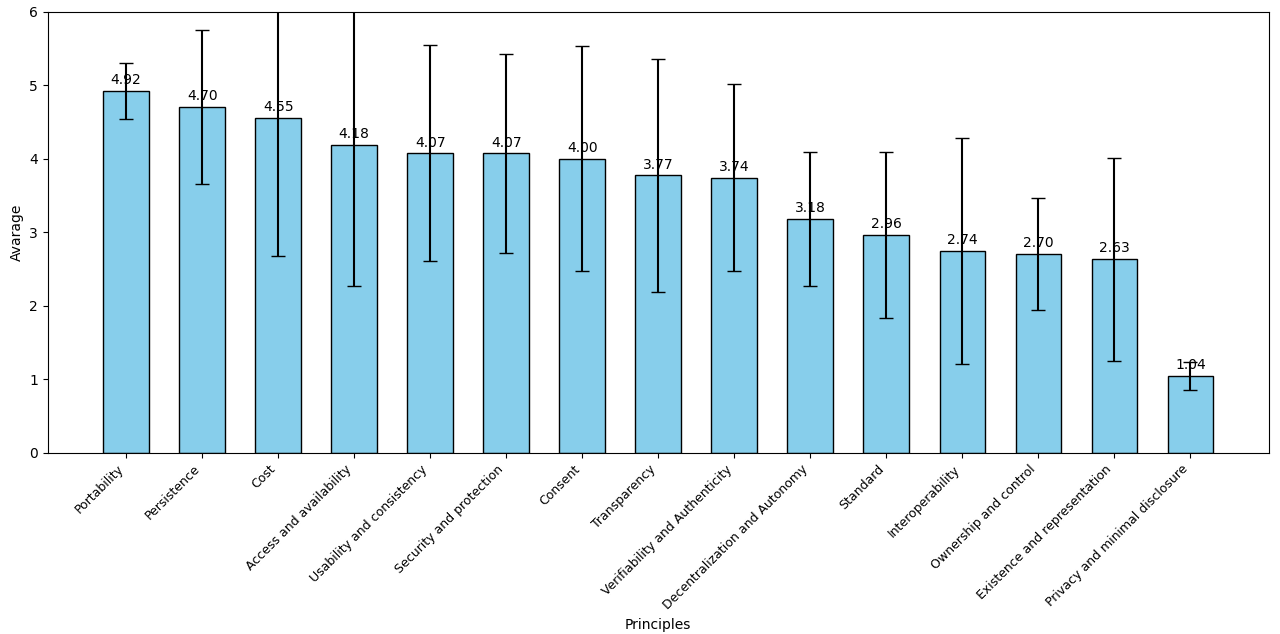 6
5
4
3
2
1
0
Avarage
4.92
4.70
4.55
4.18
4.07
4.07
4.00
3.77
3.74
3.18
2.96
2.74
2.70
2.63
1.04
Portability
Persistence
Cost
Access and availability
Usability and consistency
Security and protection
Consent
Transparency
Verifiability and Authenticity
Decentralization and Autonomy
Standard
Interoperability
Ownership and control
Existence and representation
Privacy and minimal disclosure
Principles